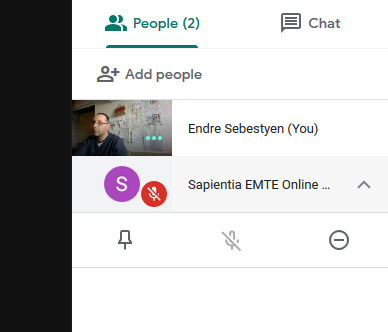 People (2)
Chat
Add people
Endre Sebestyen (You)
S
Sapientia EMTE Online ...